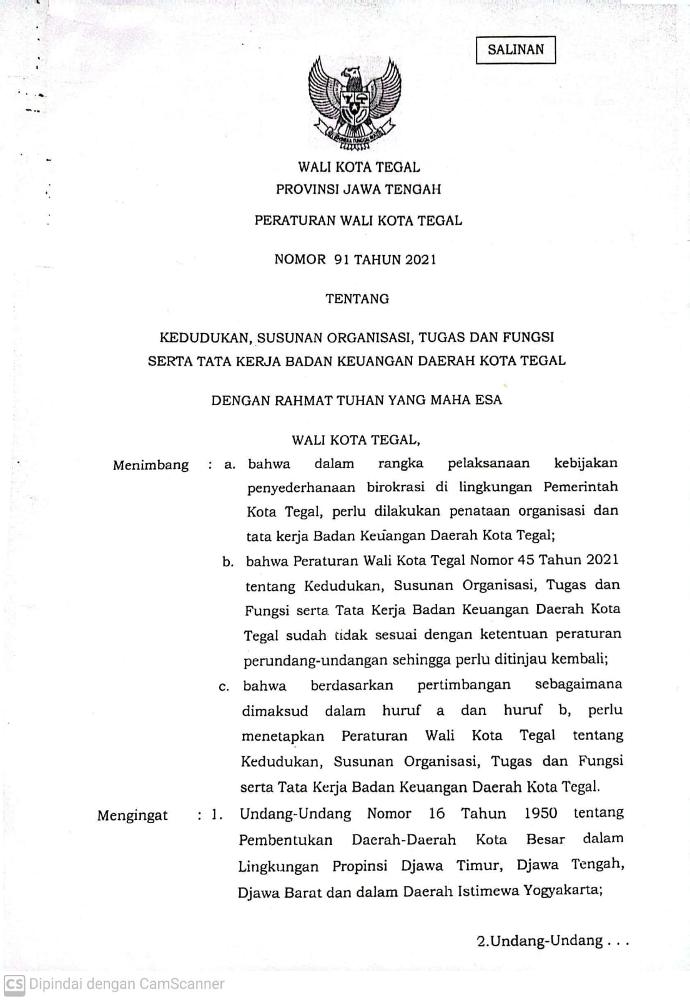 SALINAN
WALI KOTA TEGAL
PROVINSI JAWA TENGAH
PERATURAN WALI KOTA TEGAL
NOMOR 91 TAHUN 2021
TENTANG
KEDUDUKAN, SUSUNAN ORGANISASI, TUGAS DAN FUNGSI
SERTA TATA KERJA BADAN KEUANGAN DAERAH KOTA TEGAL
DENGAN RAHMAT TUHAN YANG MAHA ESA
WALI KOTA TEGAL,
Menimbang : a. bahwa dalam rangka pelaksanaan kebijakan
penyederhanaan birokrasi di lingkungan Pemerintah
Kota Tegal, perlu dilakukan penataan organisasi dan
tata kerja Badan Keuangan Daerah Kota Tegal;
b. bahwa Peraturan Wali Kota Tegal Nomor 45 Tahun 2021
tentang Kedudukan, Susunan Organisasi, Tugas dan
Fungsi serta Tata Kerja Badan Keuangan Daerah Kota
Tegal sudah tidak sesuai dengan ketentuan peraturan
perundang-undangan sehingga perlu ditinjau kembali;
c. bahwa berdasarkan pertimbangan sebagaimana
dimaksud dalam huruf a dan huruf b, perlu
menetapkan Peraturan Wali Kota Tegal tentang
Kedudukan, Susunan Organisasi, Tugas dan Fungsi
serta Tata Kerja Badan Keuangan Daerah Kota Tegal.
Mengingat : 1. Undang-Undang Nomor 16 Tahun 1950 tentang
Pembentukan Daerah-Daerah Kota Besar dalam
Lingkungan Propinsi Djawa Timur, Djawa Tengah,
Djawa Barat dan dalam Daerah Istimewa Yogyakarta;
2.Undang-Undang . . .
CS Dipindai dengan CamScanner